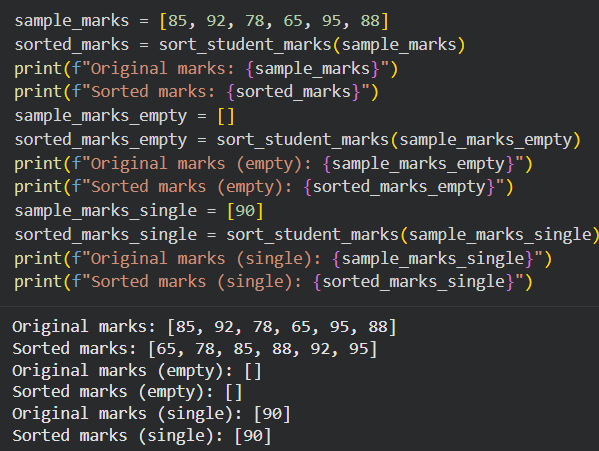 sample_marks = [85, 92, 78, 65, 95, 88]
sorted_marks = sort_student_marks(sample_marks)
print(f"Original marks: {sample_marks}")
print(f"Sorted marks: {sorted_marks}")
sample_marks_empty = []
sorted_marks_empty = sort_student_marks(sample_marks_empty)
print(f"Original marks (empty): {sample_marks_empty}")
print(f"Sorted marks (empty): {sorted_marks_empty}")
sample_marks_single = [90]
sorted_marks_single = sort_student_marks(sample_marks_single)
print(f"Original marks (single): {sample_marks_single}")
print(f"Sorted marks (single): {sorted_marks_single}")
Original marks: [85, 92, 78, 65, 95, 88]
Sorted marks: [65, 78, 85, 88, 92, 95]
Original marks (empty): []
Sorted marks (empty): []
Original marks (single): [90]
Sorted marks (single): [90]